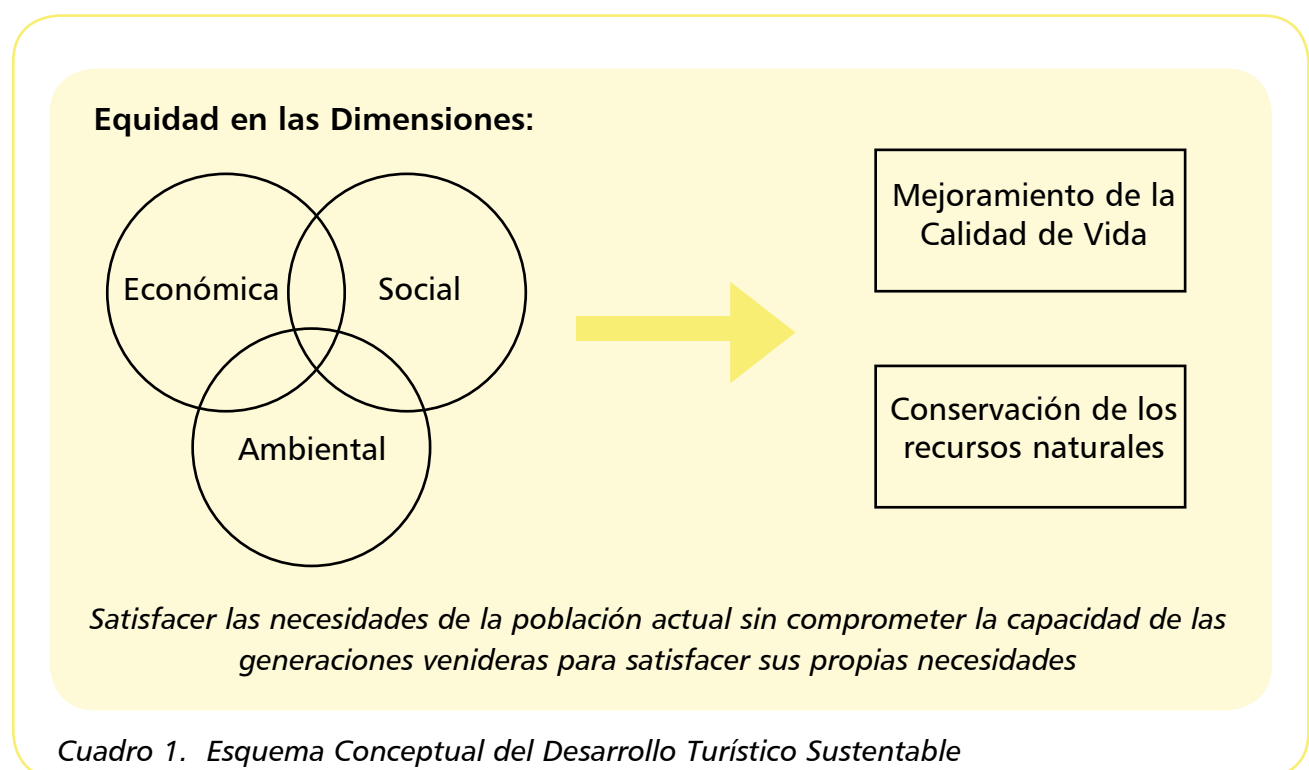 Equidad en las Dimensiones:
Económica
Social
Ambiental
Mejoramiento de la
Calidad de Vida
Conservación de los
recursos naturales
Satisfacer las necesidades de la población actual sin comprometer la capacidad de las
generaciones venideras para satisfacer sus propias necesidades
Cuadro 1. Esquema Conceptual del Desarrollo Turístico Sustentable